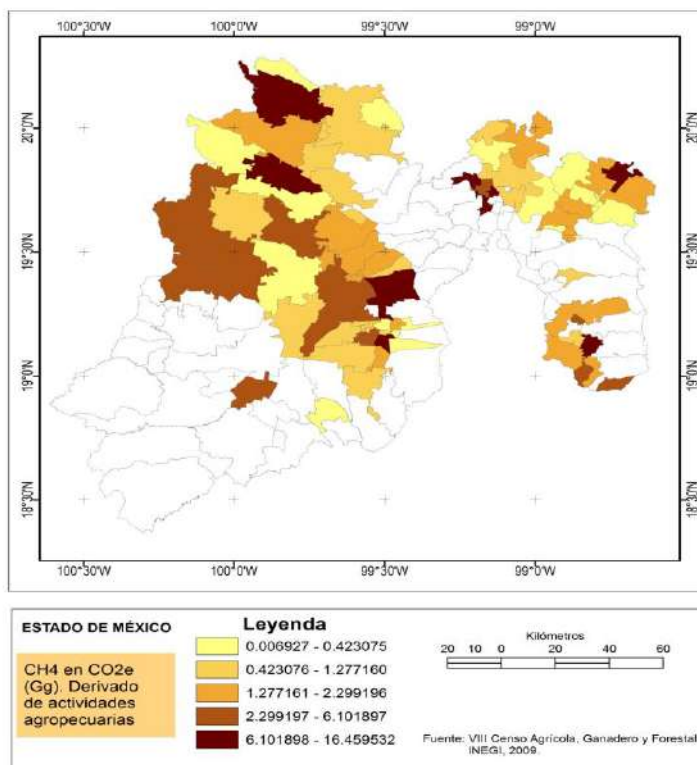 100°30'W 100°0'W 99°30'W 99°0'W
20°0'N 20°0'N
19°30'N 19°30'N
19°0'N 19°0'N
18°30'N 18°30'N
100°30'W 100°0'W 99°30'W 99°0'W
ESTADO DE MÉXICO
CH4 en CO2e
(Gg). Derivado
de actividades
agropecuarias
Leyenda
0.006927 - 0.423075
0.423076 - 1.277160
1.277161 - 2.299196
2.299197 - 6.101897
6.101898 - 16.459532
Kilómetros
20 10 0 20 40 60
Fuente: VIII Censo Agrícola, Ganadero y Forestal
INEGI, 2009.